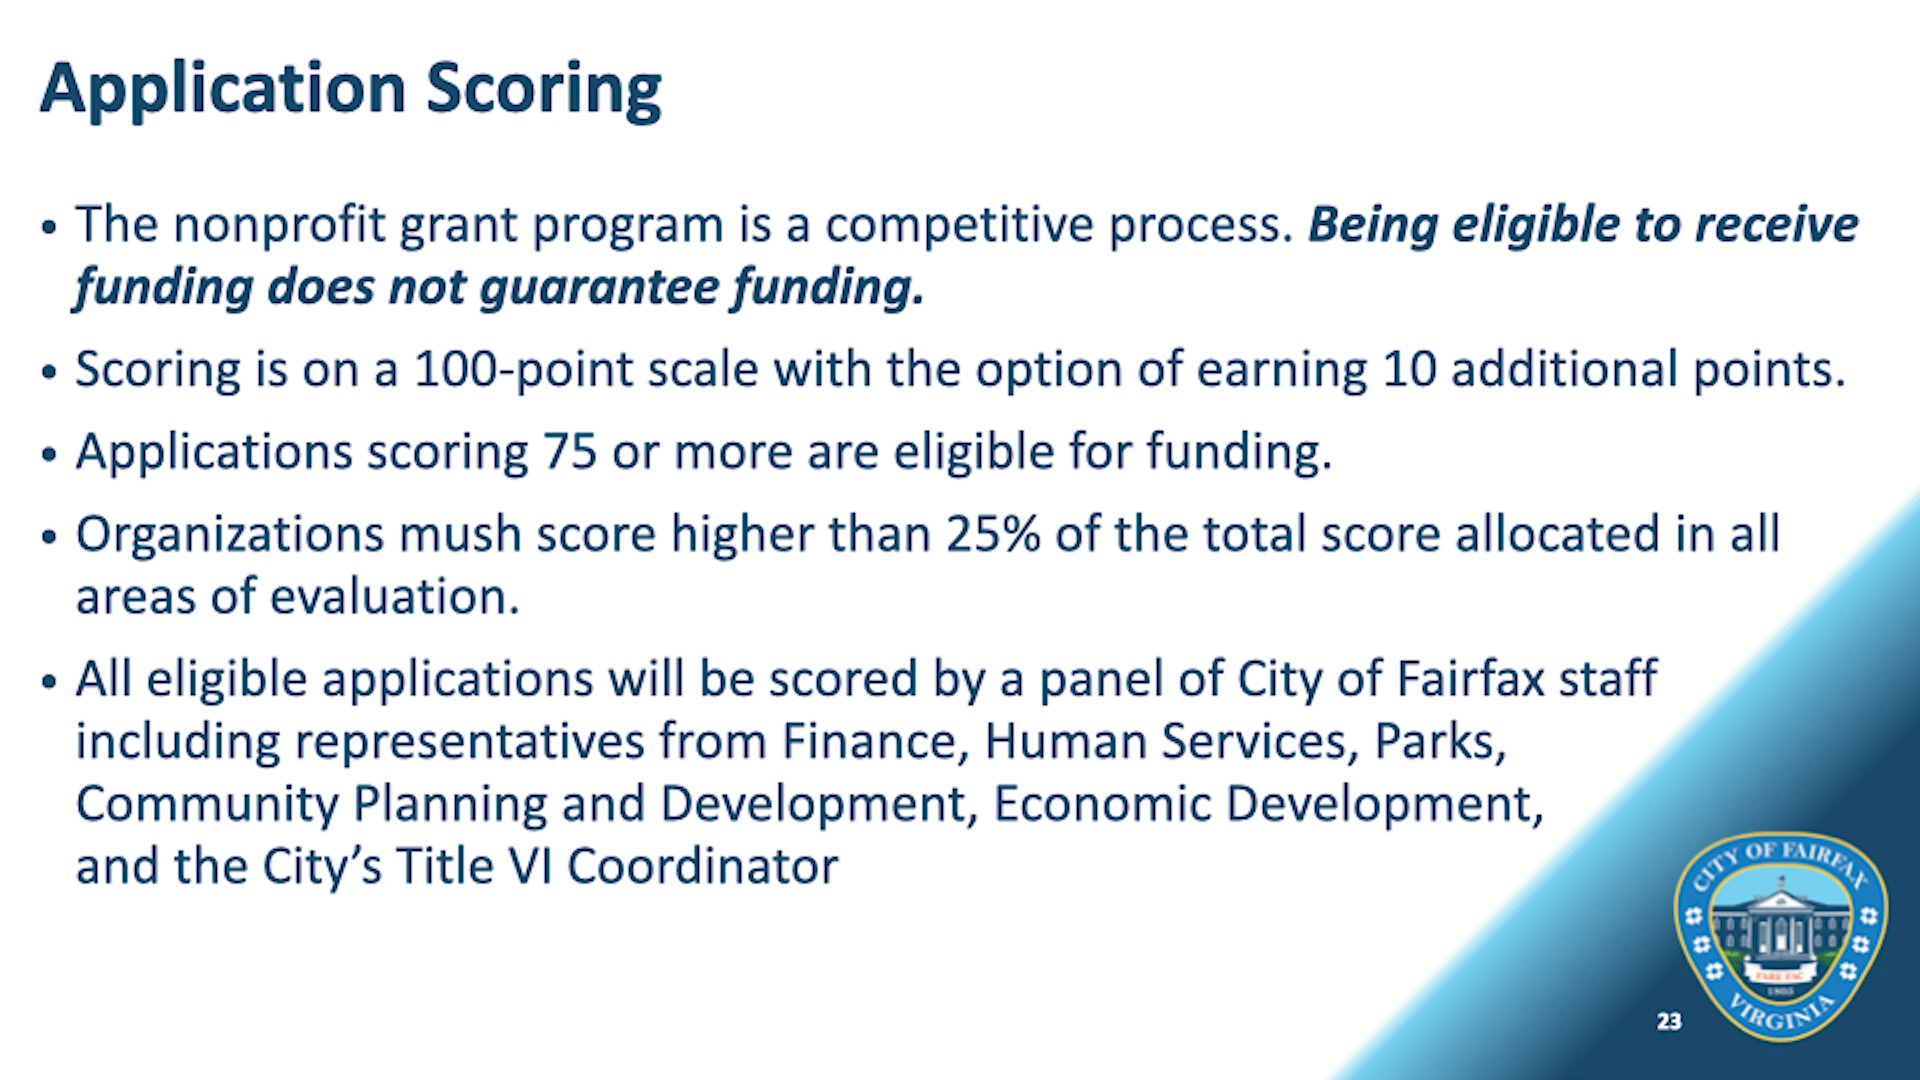 Application Scoring
• The nonprofit grant program is a competitive process. Being eligible to receive
funding does not guarantee funding.
• Scoring is on a 100-point scale with the option of earning 10 additional points.
• Applications scoring 75 or more are eligible for funding.
• Organizations mush score higher than 25% of the total score allocated in all
areas of evaluation.
• All eligible applications will be scored by a panel of City of Fairfax staff
including representatives from Finance, Human Services, Parks,
Community Planning and Development, Economic Development,
and the City’s Title VI Coordinator
CITY OF FAIRFAX
FARE FAC
1805
VIRGINIA
23